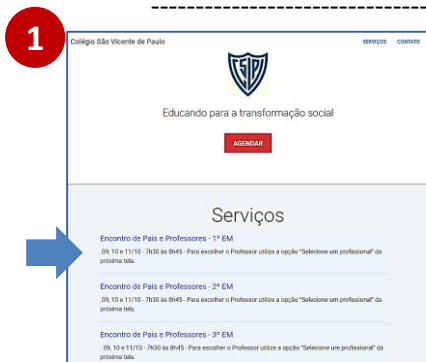 1
Colégio São Vicente de Paulo
SERVIÇOS CONTATO
CSVP
Educando para a transformação social
AGENDAR
Serviços
Encontro de Pais e Professores - 1º EM
.09, 10 e 11/10 - 7h30 às 8h45 - Para escolher o Professor utilize a opção "Selecione um profissional" da
próxima tela.
Encontro de Pais e Professores - 2º EM
.09, 10 e 11/10 - 7h30 às 8h45 - Para escolher o Professor utilize a opção "Selecione um profissional" da
próxima tela.
Encontro de Pais e Professores - 3º EM
. 09, 10 e 11/10 - 7h30 às 8h45 - Para escolher o Professor utilize a opção "Selecione um profissional" da
próxima tela.